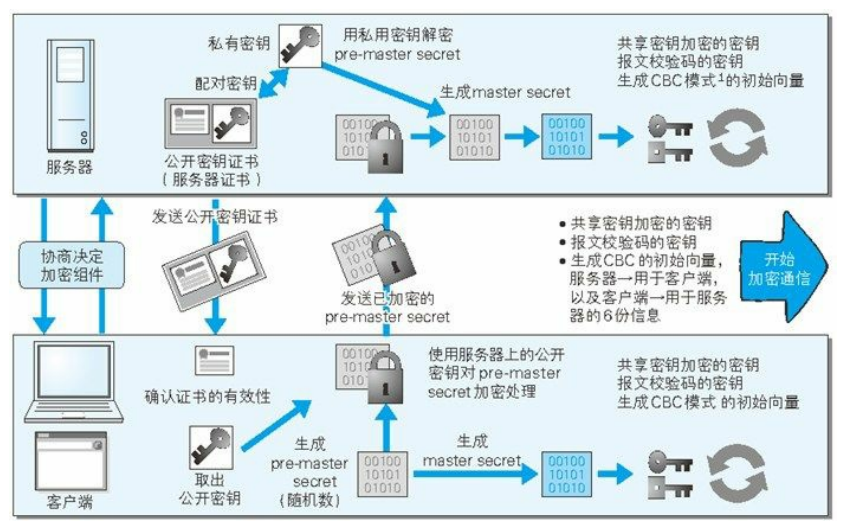 私有密钥
用私用密钥解密
pre-master secret
配对密钥
生成master secret
共享密钥加密的密钥
报文校验码的密钥
生成CBC模式1的初始向量
00100
10101
01010
00100
10101
01010
00100
10101
01010
服务器
公开密钥证书
(服务器证书)
发送公开密钥证书
协商决定
加密组件
发送已加密的
pre-master secret
• 共享密钥加密的密钥
• 报文校验码的密钥
• 生成CBC 的初始向量,
服务器→用于客户端,
以及客户端→用于服务
器的6份信息
开始
加密通信
确认证书的有效性
使用服务器上的公开
密钥对pre-master
secret加密处理
共享密钥加密的密钥
报文校验码的密钥
生成CBC模式 的初始向量
客户端
取出
公开密钥
生成
pre-master
secret
(随机数)
00100
10101
01010
生成
master secret
00100
10101
01010